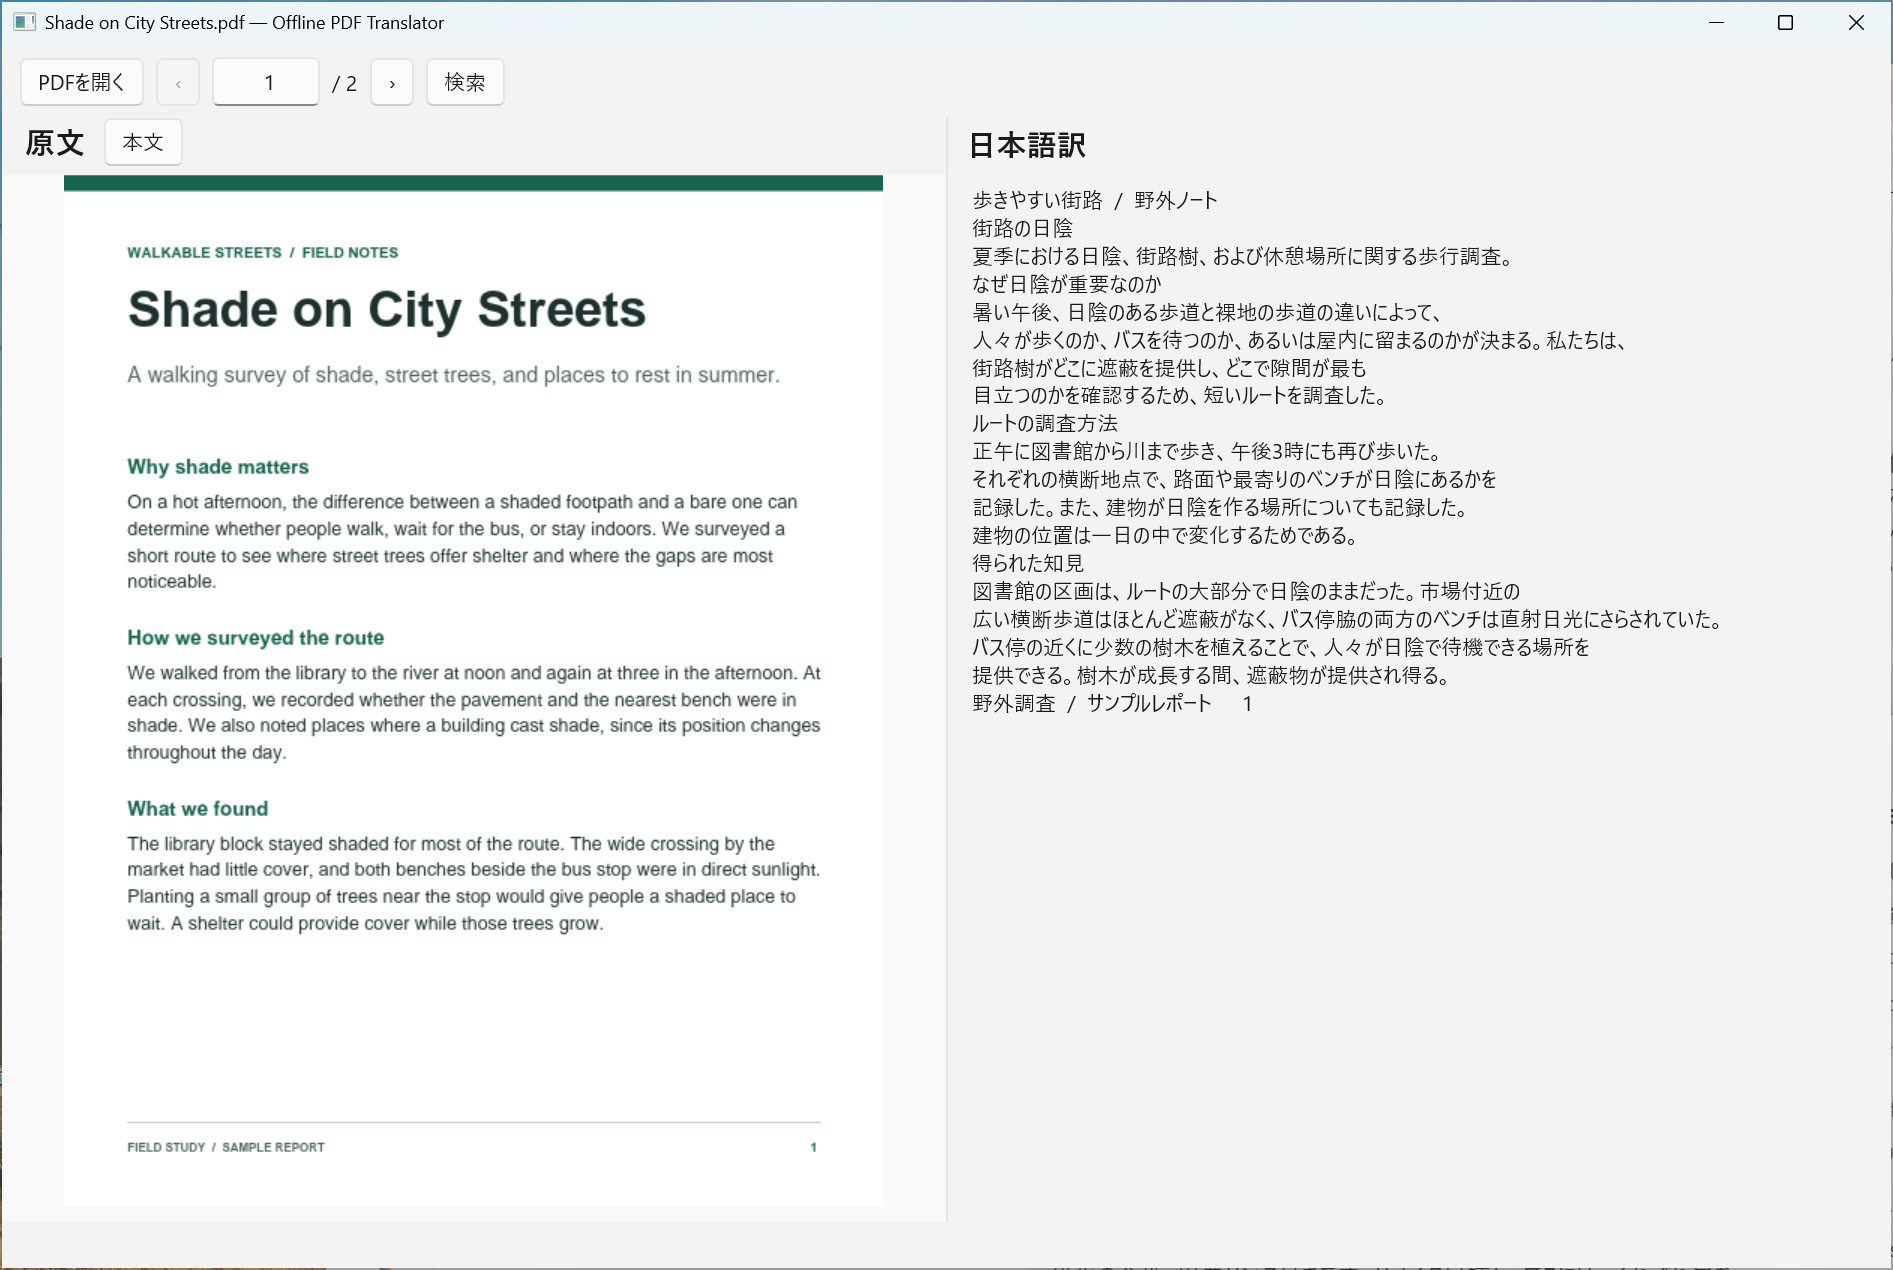 Shade on City Streets.pdf — Offline PDF Translator
PDFを開く ‹ 1 / 2 › 検索
原文 本文
WALKABLE STREETS / FIELD NOTES
Shade on City Streets
A walking survey of shade, street trees, and places to rest in summer.
Why shade matters
On a hot afternoon, the difference between a shaded footpath and a bare one can
determine whether people walk, wait for the bus, or stay indoors. We surveyed a
short route to see where street trees offer shelter and where the gaps are most
noticeable.
How we surveyed the route
We walked from the library to the river at noon and again at three in the afternoon. At
each crossing, we recorded whether the pavement and the nearest bench were in
shade. We also noted places where a building cast shade, since its position changes
throughout the day.
What we found
The library block stayed shaded for most of the route. The wide crossing by the
market had little cover, and both benches beside the bus stop were in direct sunlight.
Planting a small group of trees near the stop would give people a shaded place to
wait. A shelter could provide cover while those trees grow.
FIELD STUDY / SAMPLE REPORT 1
日本語訳
歩きやすい街路 / 野外ノート
街路の日陰
夏季における日陰、街路樹、および休憩場所に関する歩行調査。
なぜ日陰が重要なのか
暑い午後、日陰のある歩道と裸地の歩道の違いによって、
人々が歩くのか、バスを待つのか、あるいは屋内に留まるのかが決まる。私たちは、
街路樹がどこに遮蔽を提供し、どこで隙間が最も
目立つのかを確認するため、短いルートを調査した。
ルートの調査方法
正午に図書館から川まで歩き、午後3時にも再び歩いた。
それぞれの横断地点で、路面や最寄りのベンチが日陰にあるかを
記録した。また、建物が日陰を作る場所についても記録した。
建物の位置は一日の中で変化するためである。
得られた知見
図書館の区画は、ルートの大部分で日陰のままだった。市場付近の
広い横断歩道はほとんど遮蔽がなく、バス停脇の両方のベンチは直射日光にさらされていた。
バス停の近くに少数の樹木を植えることで、人々が日陰で待機できる場所を
提供できる。樹木が成長する間、遮蔽物が提供され得る。
野外調査 / サンプルレポート 1